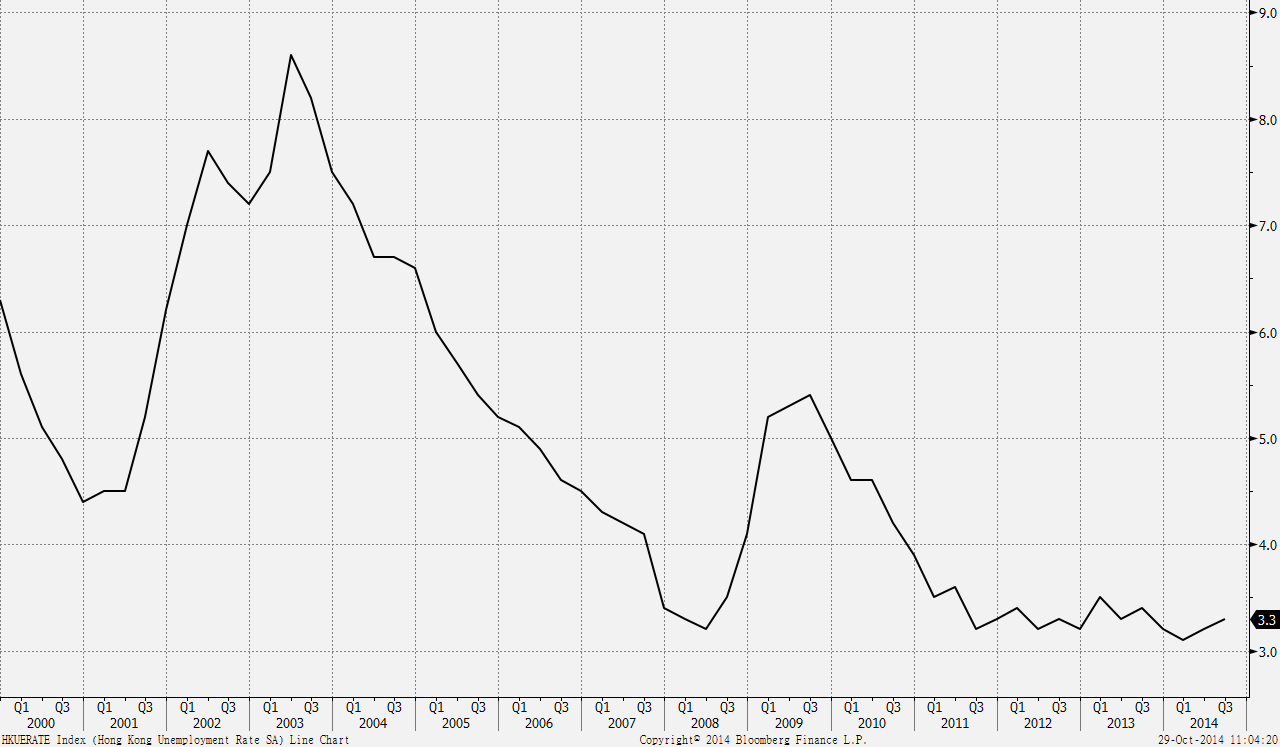 9.0
8.0
7.0
6.0
5.0
4.0
3.3
3.0
Q1 Q3 Q1 Q3 Q1 Q3 Q1 Q3 Q1 Q3 Q1 Q3 Q1 Q3 Q1 Q3 Q1 Q3 Q1 Q3 Q1 Q3 Q1 Q3 Q1 Q3 Q1 Q3 Q1 Q3
2000 2001 2002 2003 2004 2005 2006 2007 2008 2009 2010 2011 2012 2013 2014
HKUERATE Index (Hong Kong Unemployment Rate SA) Line Chart Copyright© 2014 Bloomberg Finance L.P. 29-Oct-2014 11:04:20